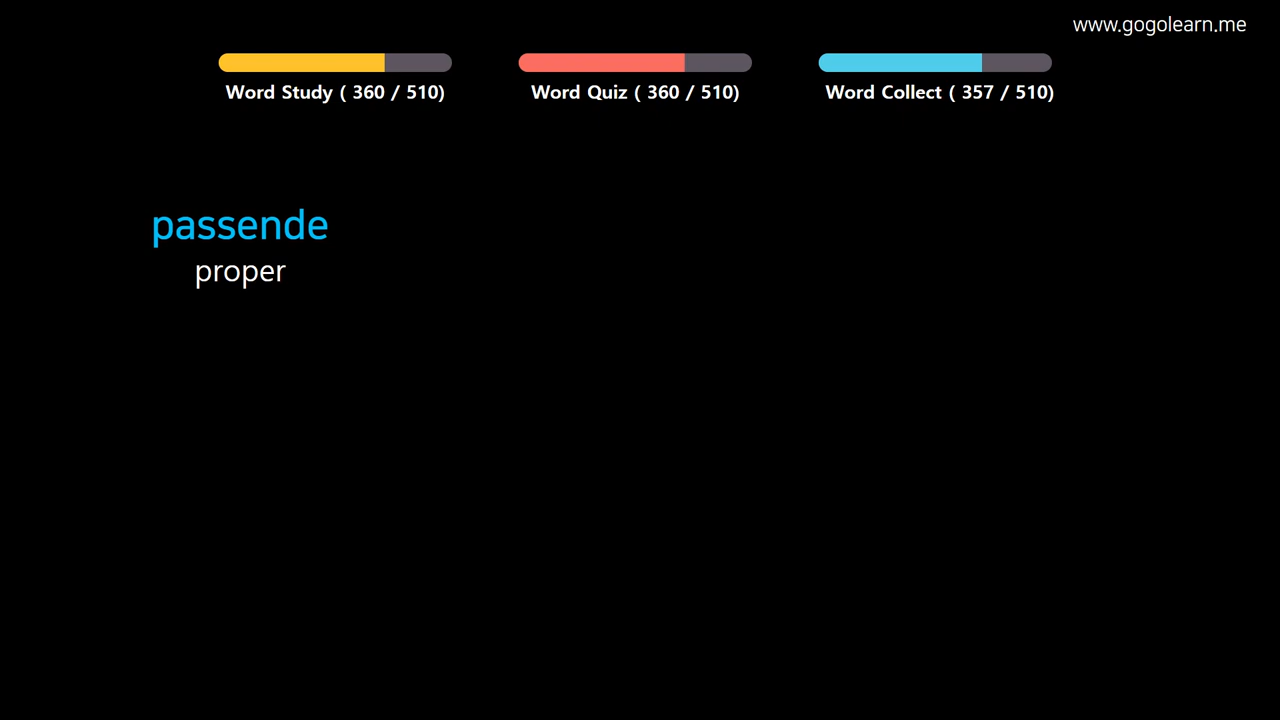 www.gogolearn.me
Word Study ( 360 / 510)
Word Quiz ( 360 / 510)
Word Collect ( 357 / 510)
passende
proper